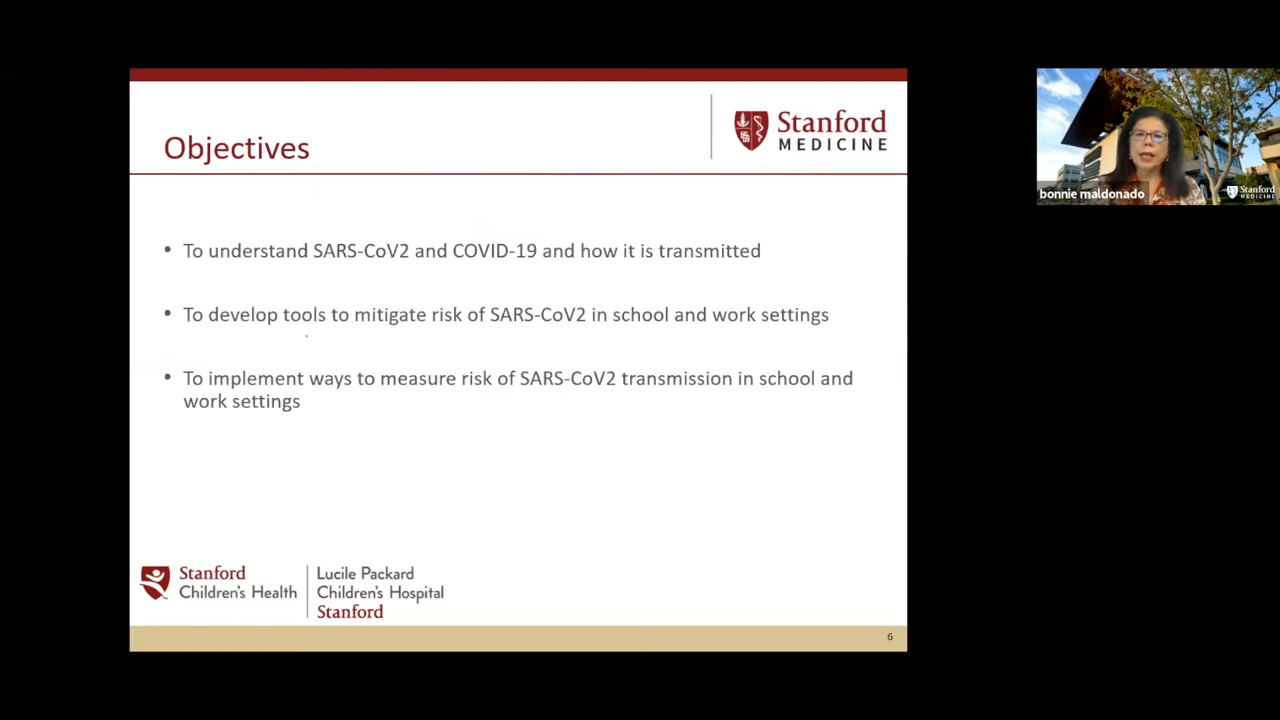 Objectives
Stanford
MEDICINE
• To understand SARS-CoV2 and COVID-19 and how it is transmitted
• To develop tools to mitigate risk of SARS-CoV2 in school and work settings
• To implement ways to measure risk of SARS-CoV2 transmission in school and
work settings
Stanford
Children's Health
Lucile Packard
Children's Hospital
Stanford
6
bonnie maldonado
Stanford
MEDICINE